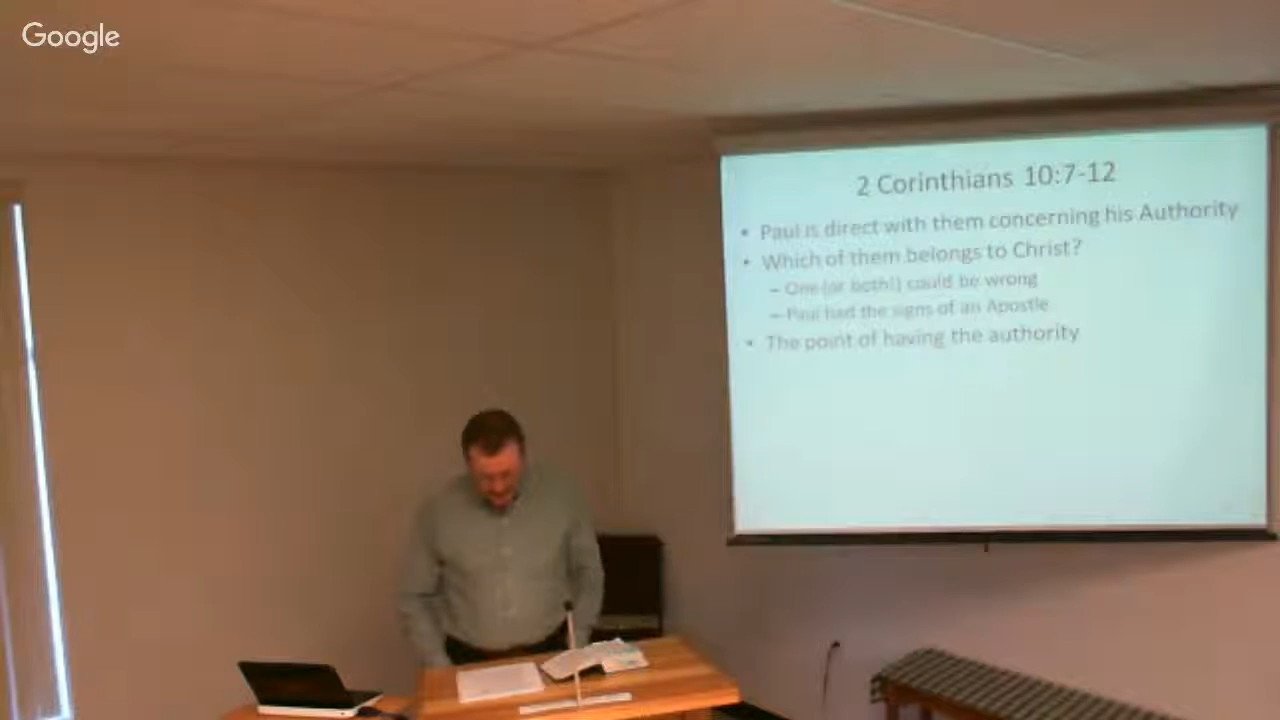 Google
2 Corinthians 10:7-12
• Paul is direct with them concerning his Authority
• Which of them belongs to Christ?
– One (or both!) could be wrong
– Paul had the signs of an Apostle
• The point of having the authority